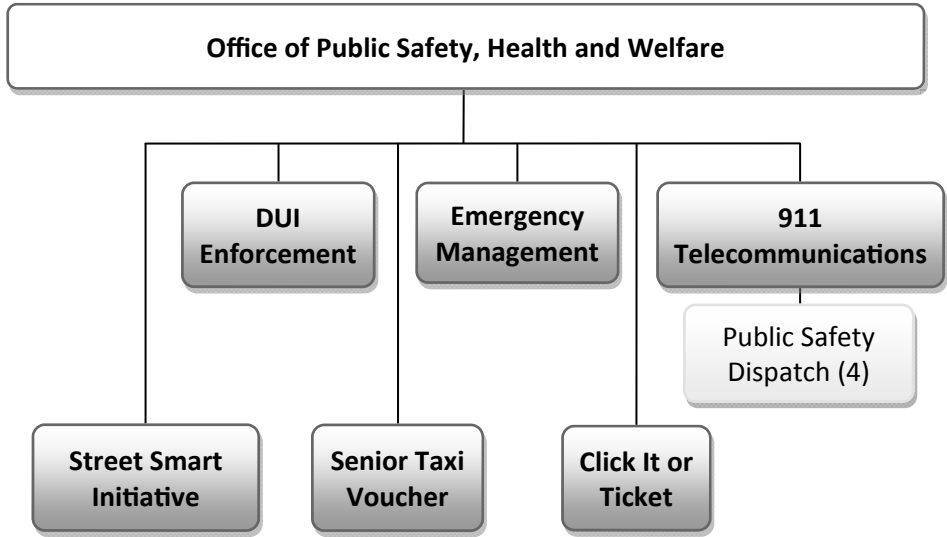 Office of Public Safety, Health and Welfare
DUI
Enforcement
Emergency
Management
911
Telecommunications
Public Safety
Dispatch (4)
Street Smart
Initiative
Senior Taxi
Voucher
Click It or
Ticket